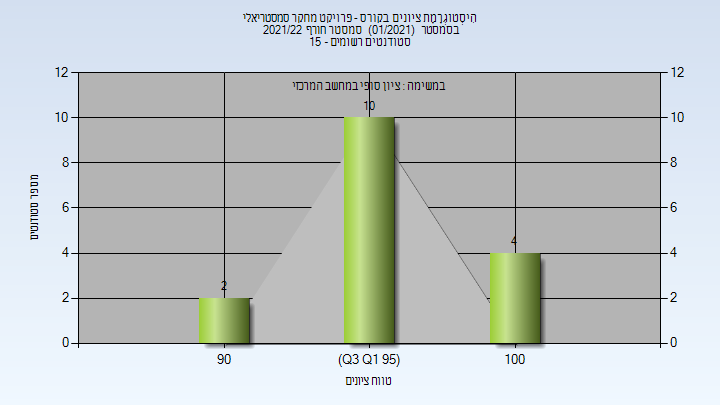 היסטוגרמת ציונים בקורס - פרויקט מחקר סמסטריאלי
בסמסטר (01/2021) סמסטר חורף 2021/22
סטודנטים רשומים - 15
במשימה : ציון סופי במחשב המרכזי
12 12
10 10
8 8
6 6
4 4
2 2
0 0
2
10
4
מספר סטודנטים
90 (Q3 Q1 95) 100
טווח ציונים